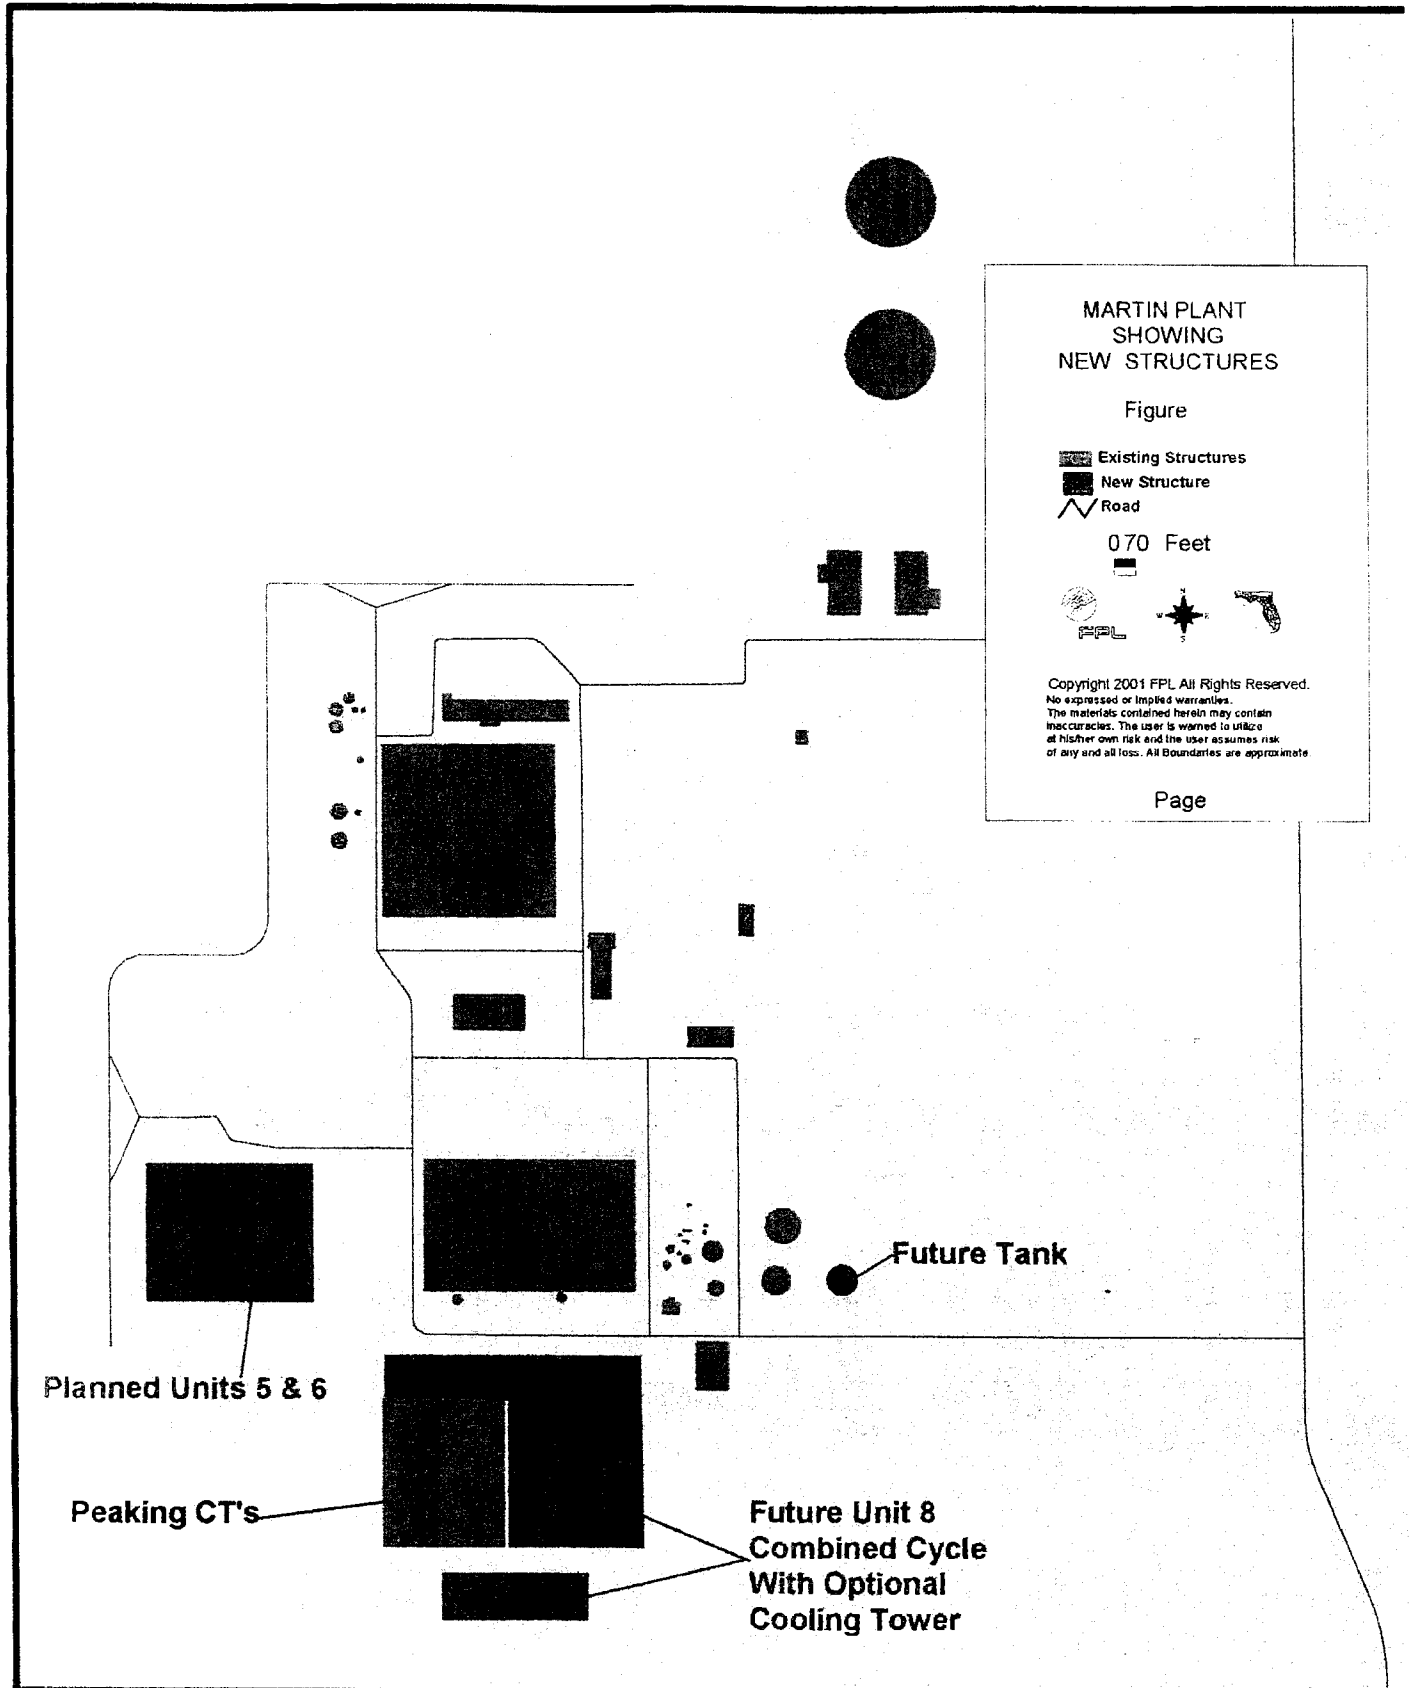 MARTIN PLANT
SHOWING
NEW STRUCTURES
Figure
Existing Structures
New Structure
Road
0 70 Feet
N
W E
S
FPL
Copyright 2001 FPL All Rights Reserved.
No expressed or implied warranties.
The materials contained herein may contain
inaccuracies. The user is warned to utilize
at his/her own risk and the user assumes risk
of any and all loss. All Boundaries are approximate
Page
Future Tank
Planned Units 5 & 6
Peaking CT's
Future Unit 8
Combined Cycle
With Optional
Cooling Tower